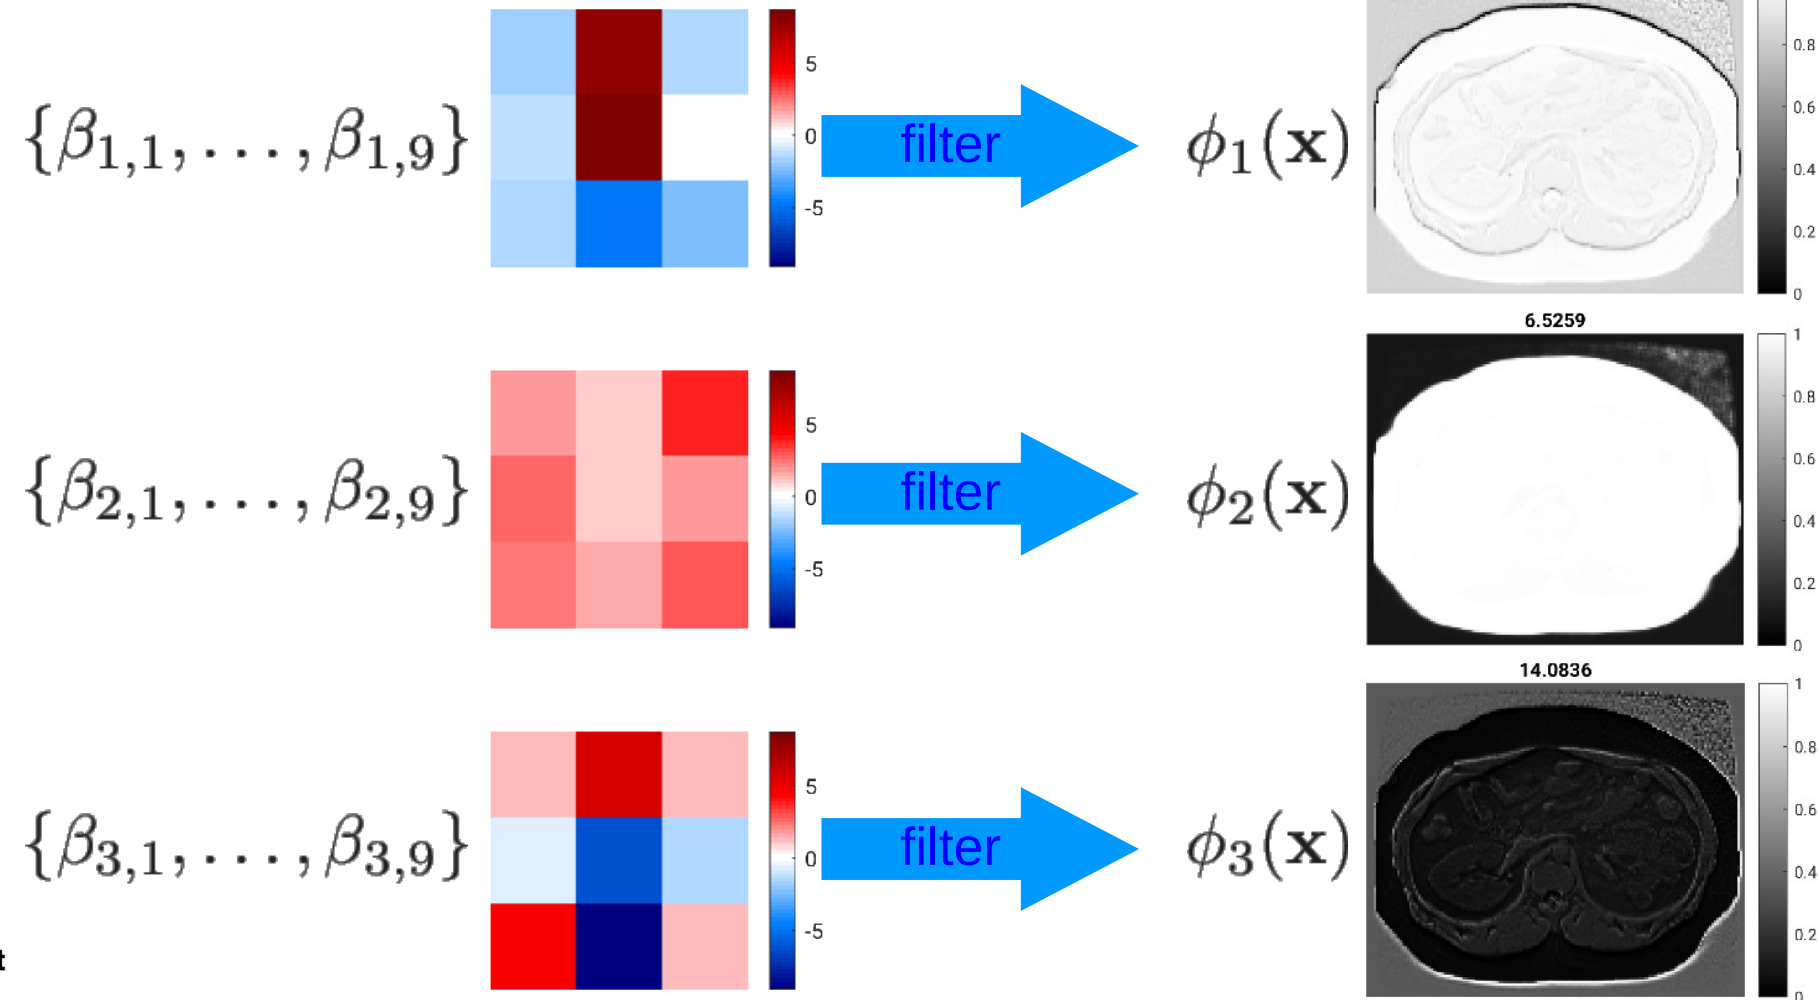 {β1,1, . . . , β1,9}
5
0
-5
filter
ϕ1(x)
0.8
0.6
0.4
0.2
0
6.5259
{β2,1, . . . , β2,9}
5
0
-5
filter
ϕ2(x)
1
0.8
0.6
0.4
0.2
0
14.0836
{β3,1, . . . , β3,9}
5
0
-5
filter
ϕ3(x)
1
0.8
0.6
0.4
0.2
0
t